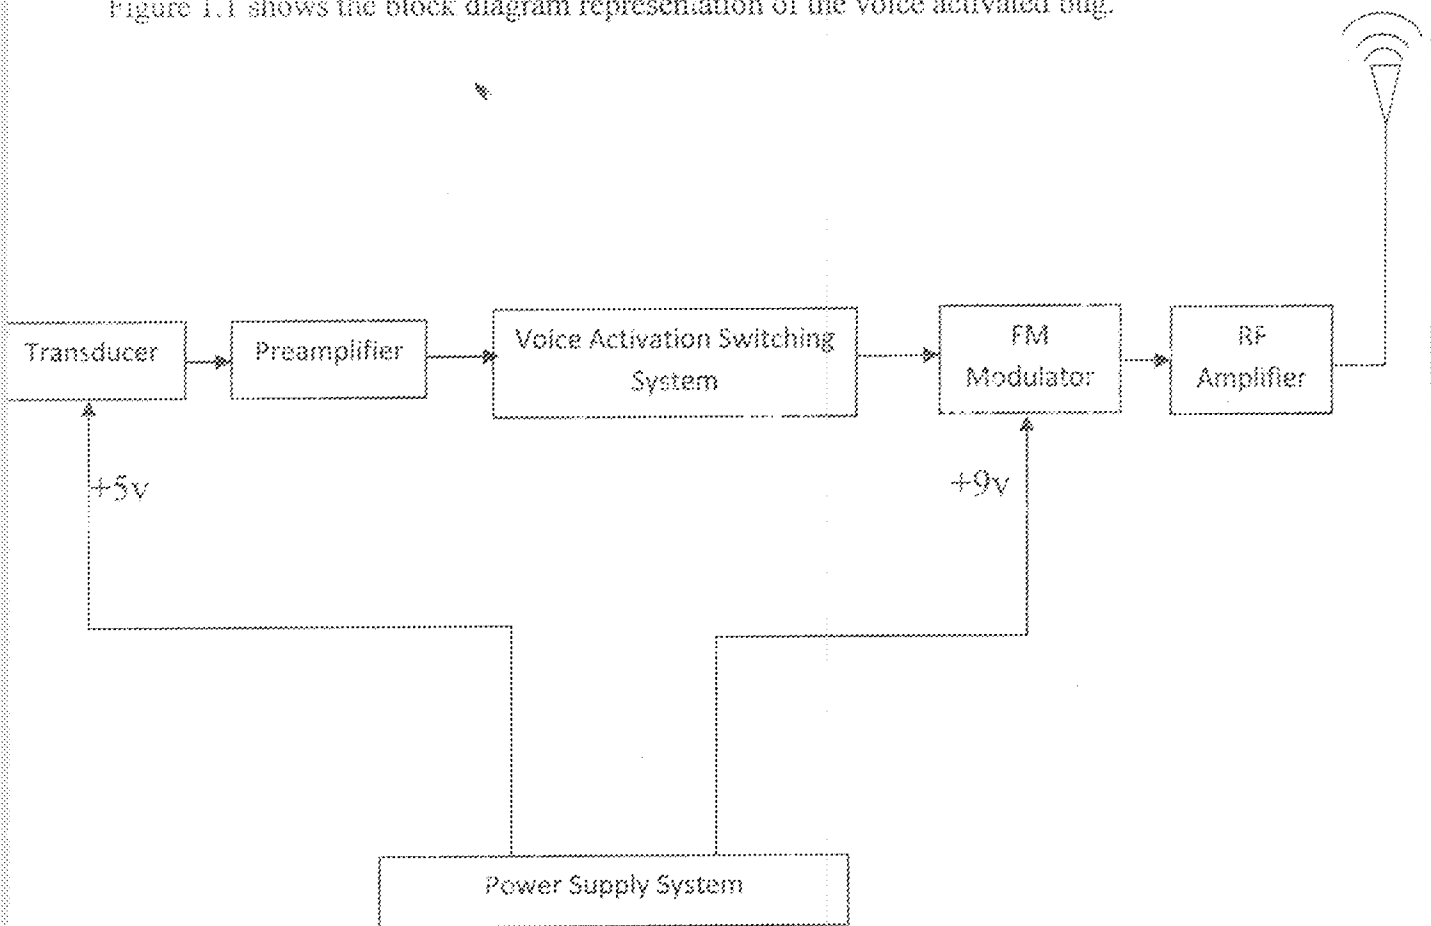 Figure 1.1 shows the block diagram representation of the voice activated bug.
Transducer
Preamplifier
Voice Activation Switching
System
FM
Modulator
RF
Amplifier
+5v
+9v
Power Supply System